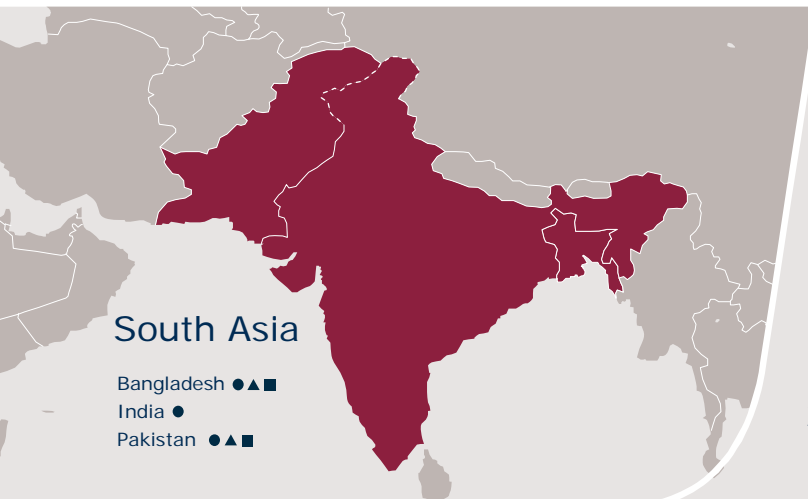 South Asia
Bangladesh ●▲■
India ●
Pakistan ●▲■